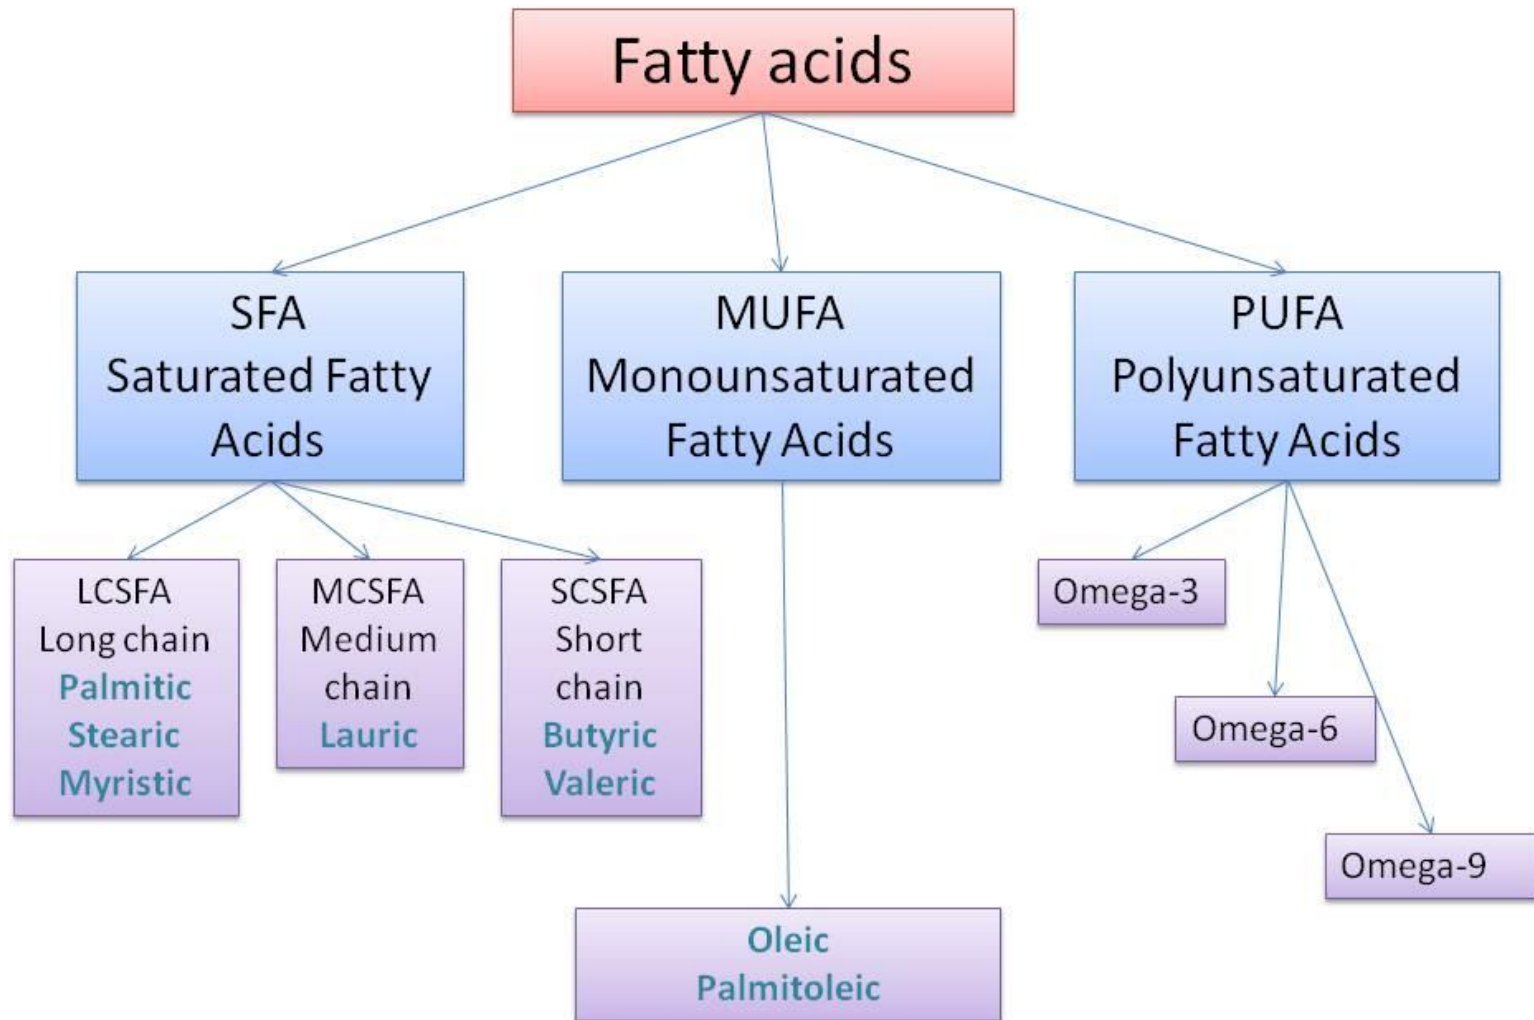 Fatty acids
SFA
Saturated Fatty
Acids
MUFA
Monounsaturated
Fatty Acids
PUFA
Polyunsaturated
Fatty Acids
LCSFA
Long chain
Palmitic
Stearic
Myristic
MCSFA
Medium
chain
Lauric
SCSFA
Short
chain
Butyric
Valeric
Oleic
Palmitoleic
Omega-3
Omega-6
Omega-9